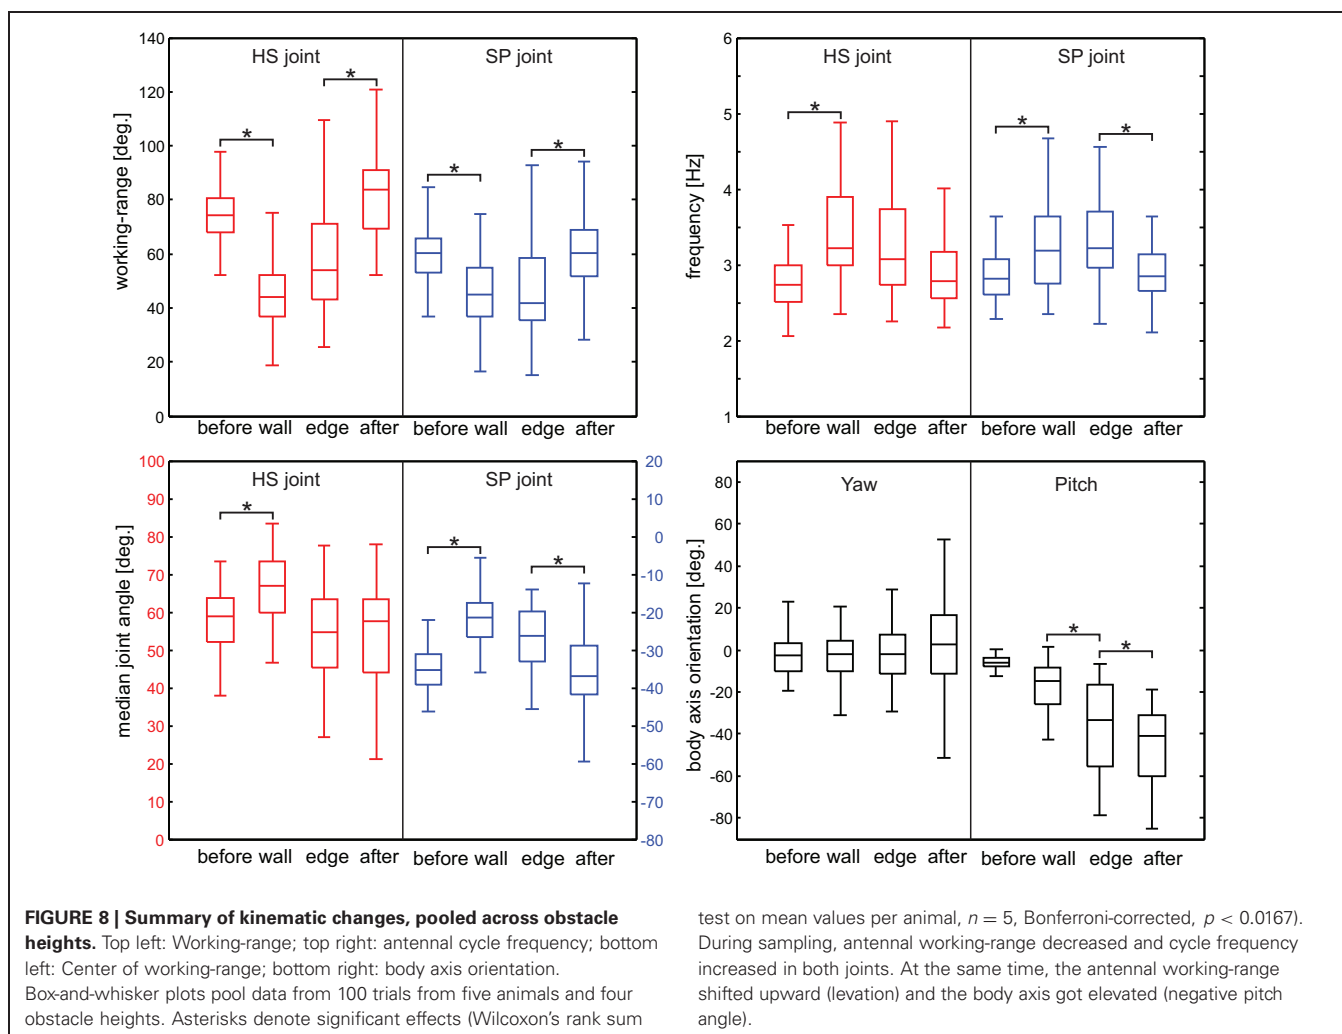 HS joint
SP joint
working-range [deg.]
140
120
100
80
60
40
20
0
*
*
*
*
before wall edge after
before wall edge after
HS joint
SP joint
frequency [Hz]
6
5
4
3
2
1
*
*
*
before wall edge after
before wall edge after
HS joint
SP joint
median joint angle [deg.]
100
90
80
70
60
50
40
30
20
10
0
20
10
0
-10
-20
-30
-40
-50
-60
-70
-80
*
*
*
before wall edge after
before wall edge after
Yaw
Pitch
body axis orientation [deg.]
80
60
40
20
0
-20
-40
-60
-80
*
*
before wall edge after
before wall edge after
FIGURE 8 | Summary of kinematic changes, pooled across obstacle
heights. Top left: Working-range; top right: antennal cycle frequency; bottom
left: Center of working-range; bottom right: body axis orientation.
Box-and-whisker plots pool data from 100 trials from five animals and four
obstacle heights. Asterisks denote significant effects (Wilcoxon's rank sum
test on mean values per animal, n = 5, Bonferroni-corrected, p < 0.0167).
During sampling, antennal working-range decreased and cycle frequency
increased in both joints. At the same time, the antennal working-range
shifted upward (levation) and the body axis got elevated (negative pitch
angle).